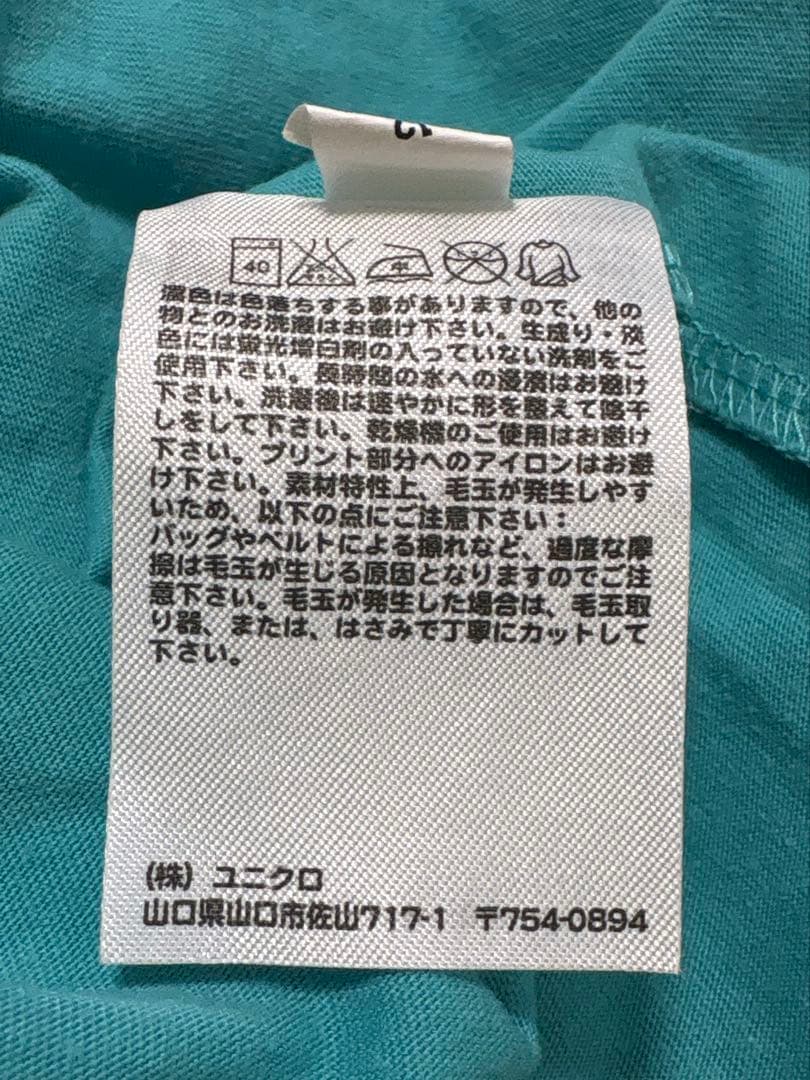 40
エンソ
中
濃色は色落ちする事がありますので、他の
物とのお洗濯はお避け下さい。生成り・淡
色には蛍光増白剤の入っていない洗剤をご
使用下さい。長時間の水への浸漬はお避け
下さい。洗濯後は速やかに形を整えて陰干
しをして下さい。乾燥機のご使用はお避け
下さい。プリント部分へのアイロンはお避
け下さい。素材特性上、毛玉が発生しやす
いため、以下の点にご注意下さい：
バッグやベルトによる擦れなど、過度な摩
擦は毛玉が生じる原因となりますのでご注
意下さい。毛玉が発生した場合は、毛玉取
り器、または、はさみで丁寧にカットして
下さい。
(株) ユニクロ
山口県山口市佐山717-1 〒754-0894